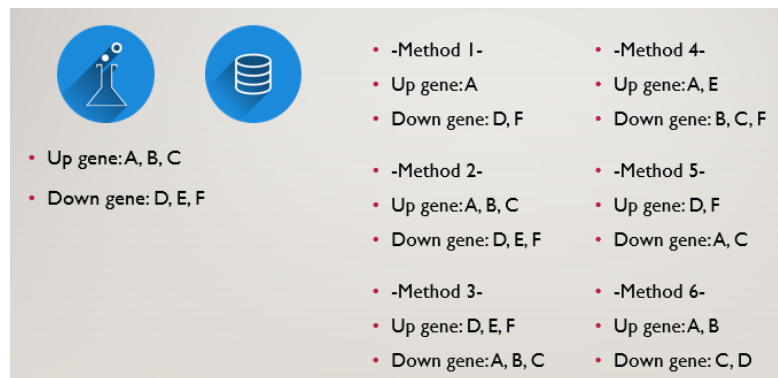 Up gene: A, B, C
Down gene: D, E, F
-Method 1-
Up gene: A
Down gene: D, F
-Method 2-
Up gene: A, B, C
Down gene: D, E, F
-Method 3-
Up gene: D, E, F
Down gene: A, B, C
-Method 4-
Up gene: A, E
Down gene: B, C, F
-Method 5-
Up gene: D, F
Down gene: A, C
-Method 6-
Up gene: A, B
Down gene: C, D